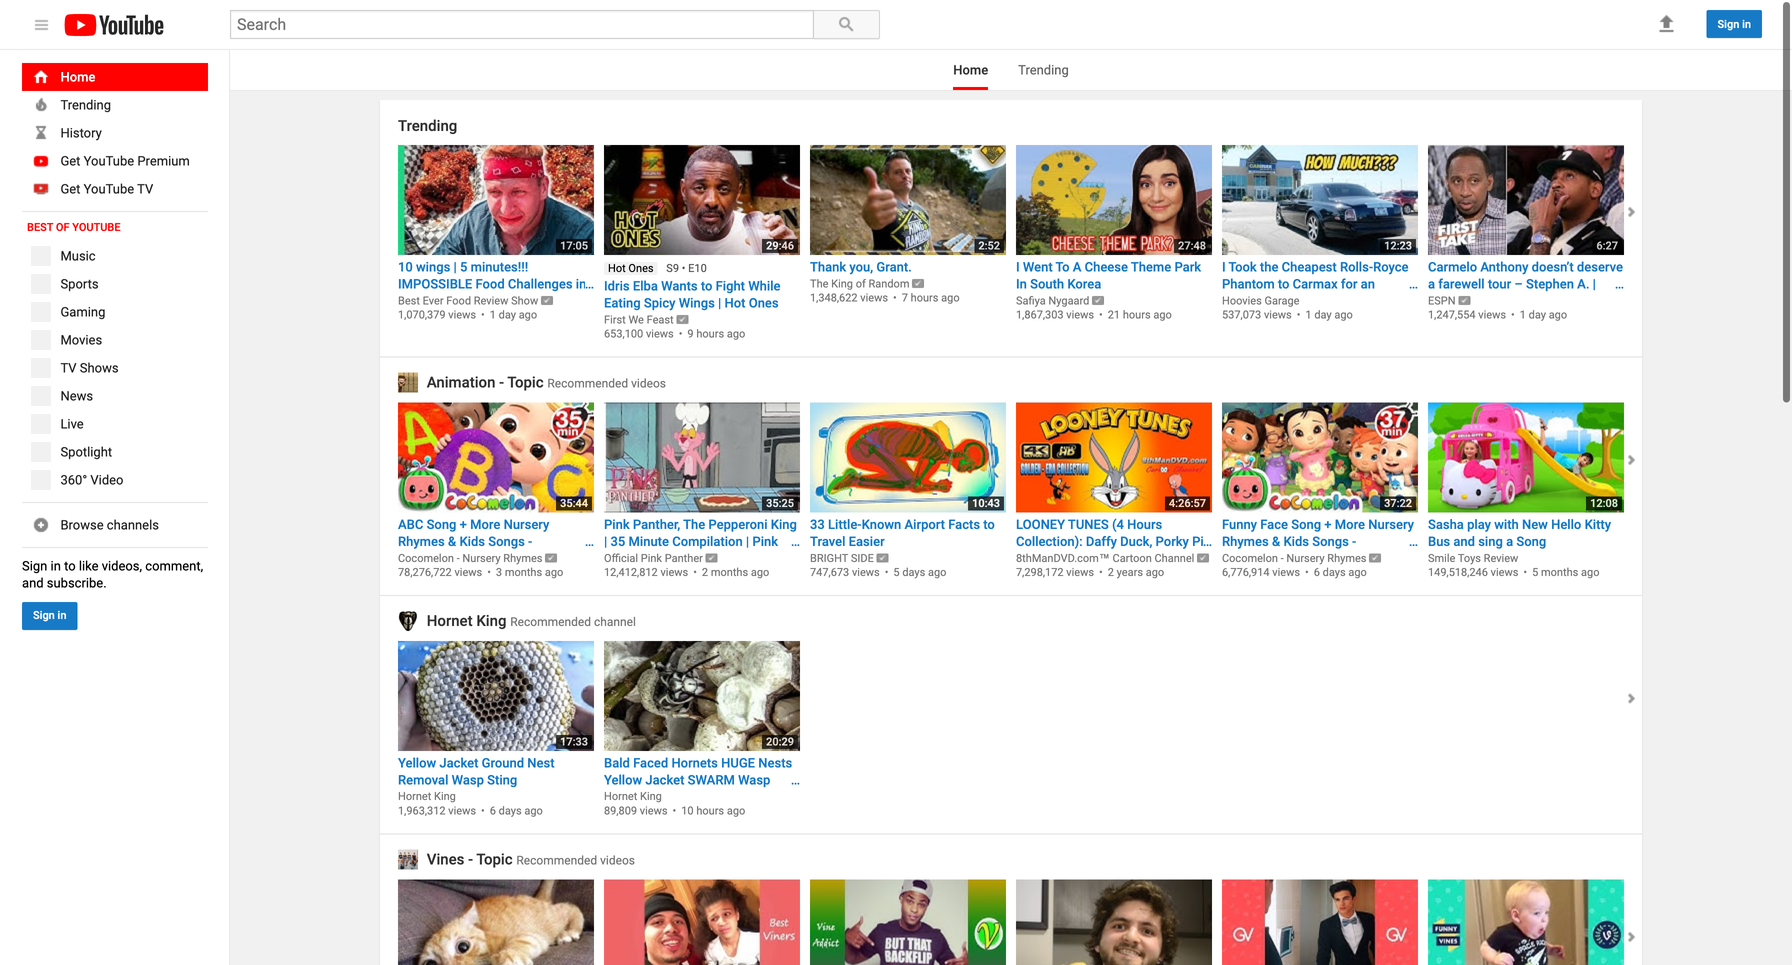 YouTube
Search
Sign in
Home
Trending
History
Get YouTube Premium
Get YouTube TV
BEST OF YOUTUBE
Music
Sports
Gaming
Movies
TV Shows
News
Live
Spotlight
360° Video
Browse channels
Sign in to like videos, comment,
and subscribe.
Sign in
Home
Trending
Trending
17:05
HOT
ONES
29:46
2:52
CHEESE THEME PARK?
27:48
HOW MUCH???
12:23
FIRST
TAKE
6:27
10 wings | 5 minutes!!!
IMPOSSIBLE Food Challenges in...
Best Ever Food Review Show
1,070,379 views • 1 day ago
Hot Ones S9 • E10
Idris Elba Wants to Fight While
Eating Spicy Wings | Hot Ones
First We Feast
653,100 views • 9 hours ago
Thank you, Grant.
The King of Random
1,348,622 views • 7 hours ago
I Went To A Cheese Theme Park
In South Korea
Safiya Nygaard
1,867,303 views • 21 hours ago
I Took the Cheapest Rolls-Royce
Phantom to Carmax for an ...
Hoovies Garage
537,073 views • 1 day ago
Carmelo Anthony doesn’t deserve
a farewell tour – Stephen A. | ...
ESPN
1,247,554 views • 1 day ago
Animation - Topic Recommended videos
A
B
C
35
min
CoComelon
35:44
PINK
PANTHER
35:25
10:43
LOONEY TUNES
4K HD
GOLDEN - ERA COLLECTION
8thManDVD.com
Cartoon Channel
4:26:57
37
min
CoComelon
37:22
12:08
ABC Song + More Nursery
Rhymes & Kids Songs - ...
Cocomelon - Nursery Rhymes
78,276,722 views • 3 months ago
Pink Panther, The Pepperoni King
| 35 Minute Compilation | Pink ...
Official Pink Panther
12,412,812 views • 2 months ago
33 Little-Known Airport Facts to
Travel Easier
BRIGHT SIDE
747,673 views • 5 days ago
LOONEY TUNES (4 Hours
Collection): Daffy Duck, Porky Pi...
8thManDVD.com™ Cartoon Channel
7,298,172 views • 2 years ago
Funny Face Song + More Nursery
Rhymes & Kids Songs - ...
Cocomelon - Nursery Rhymes
6,776,914 views • 6 days ago
Sasha play with New Hello Kitty
Bus and sing a Song
Smile Toys Review
149,518,246 views • 5 months ago
Hornet King Recommended channel
17:33
20:29
Yellow Jacket Ground Nest
Removal Wasp Sting
Hornet King
1,963,312 views • 6 days ago
Bald Faced Hornets HUGE Nests
Yellow Jacket SWARM Wasp ...
Hornet King
89,809 views • 10 hours ago
Vines - Topic Recommended videos
Best
Viners
Vine
Addict
BUT THAT
BACKFLIP
V
GV
GV
FUNNY
VINES